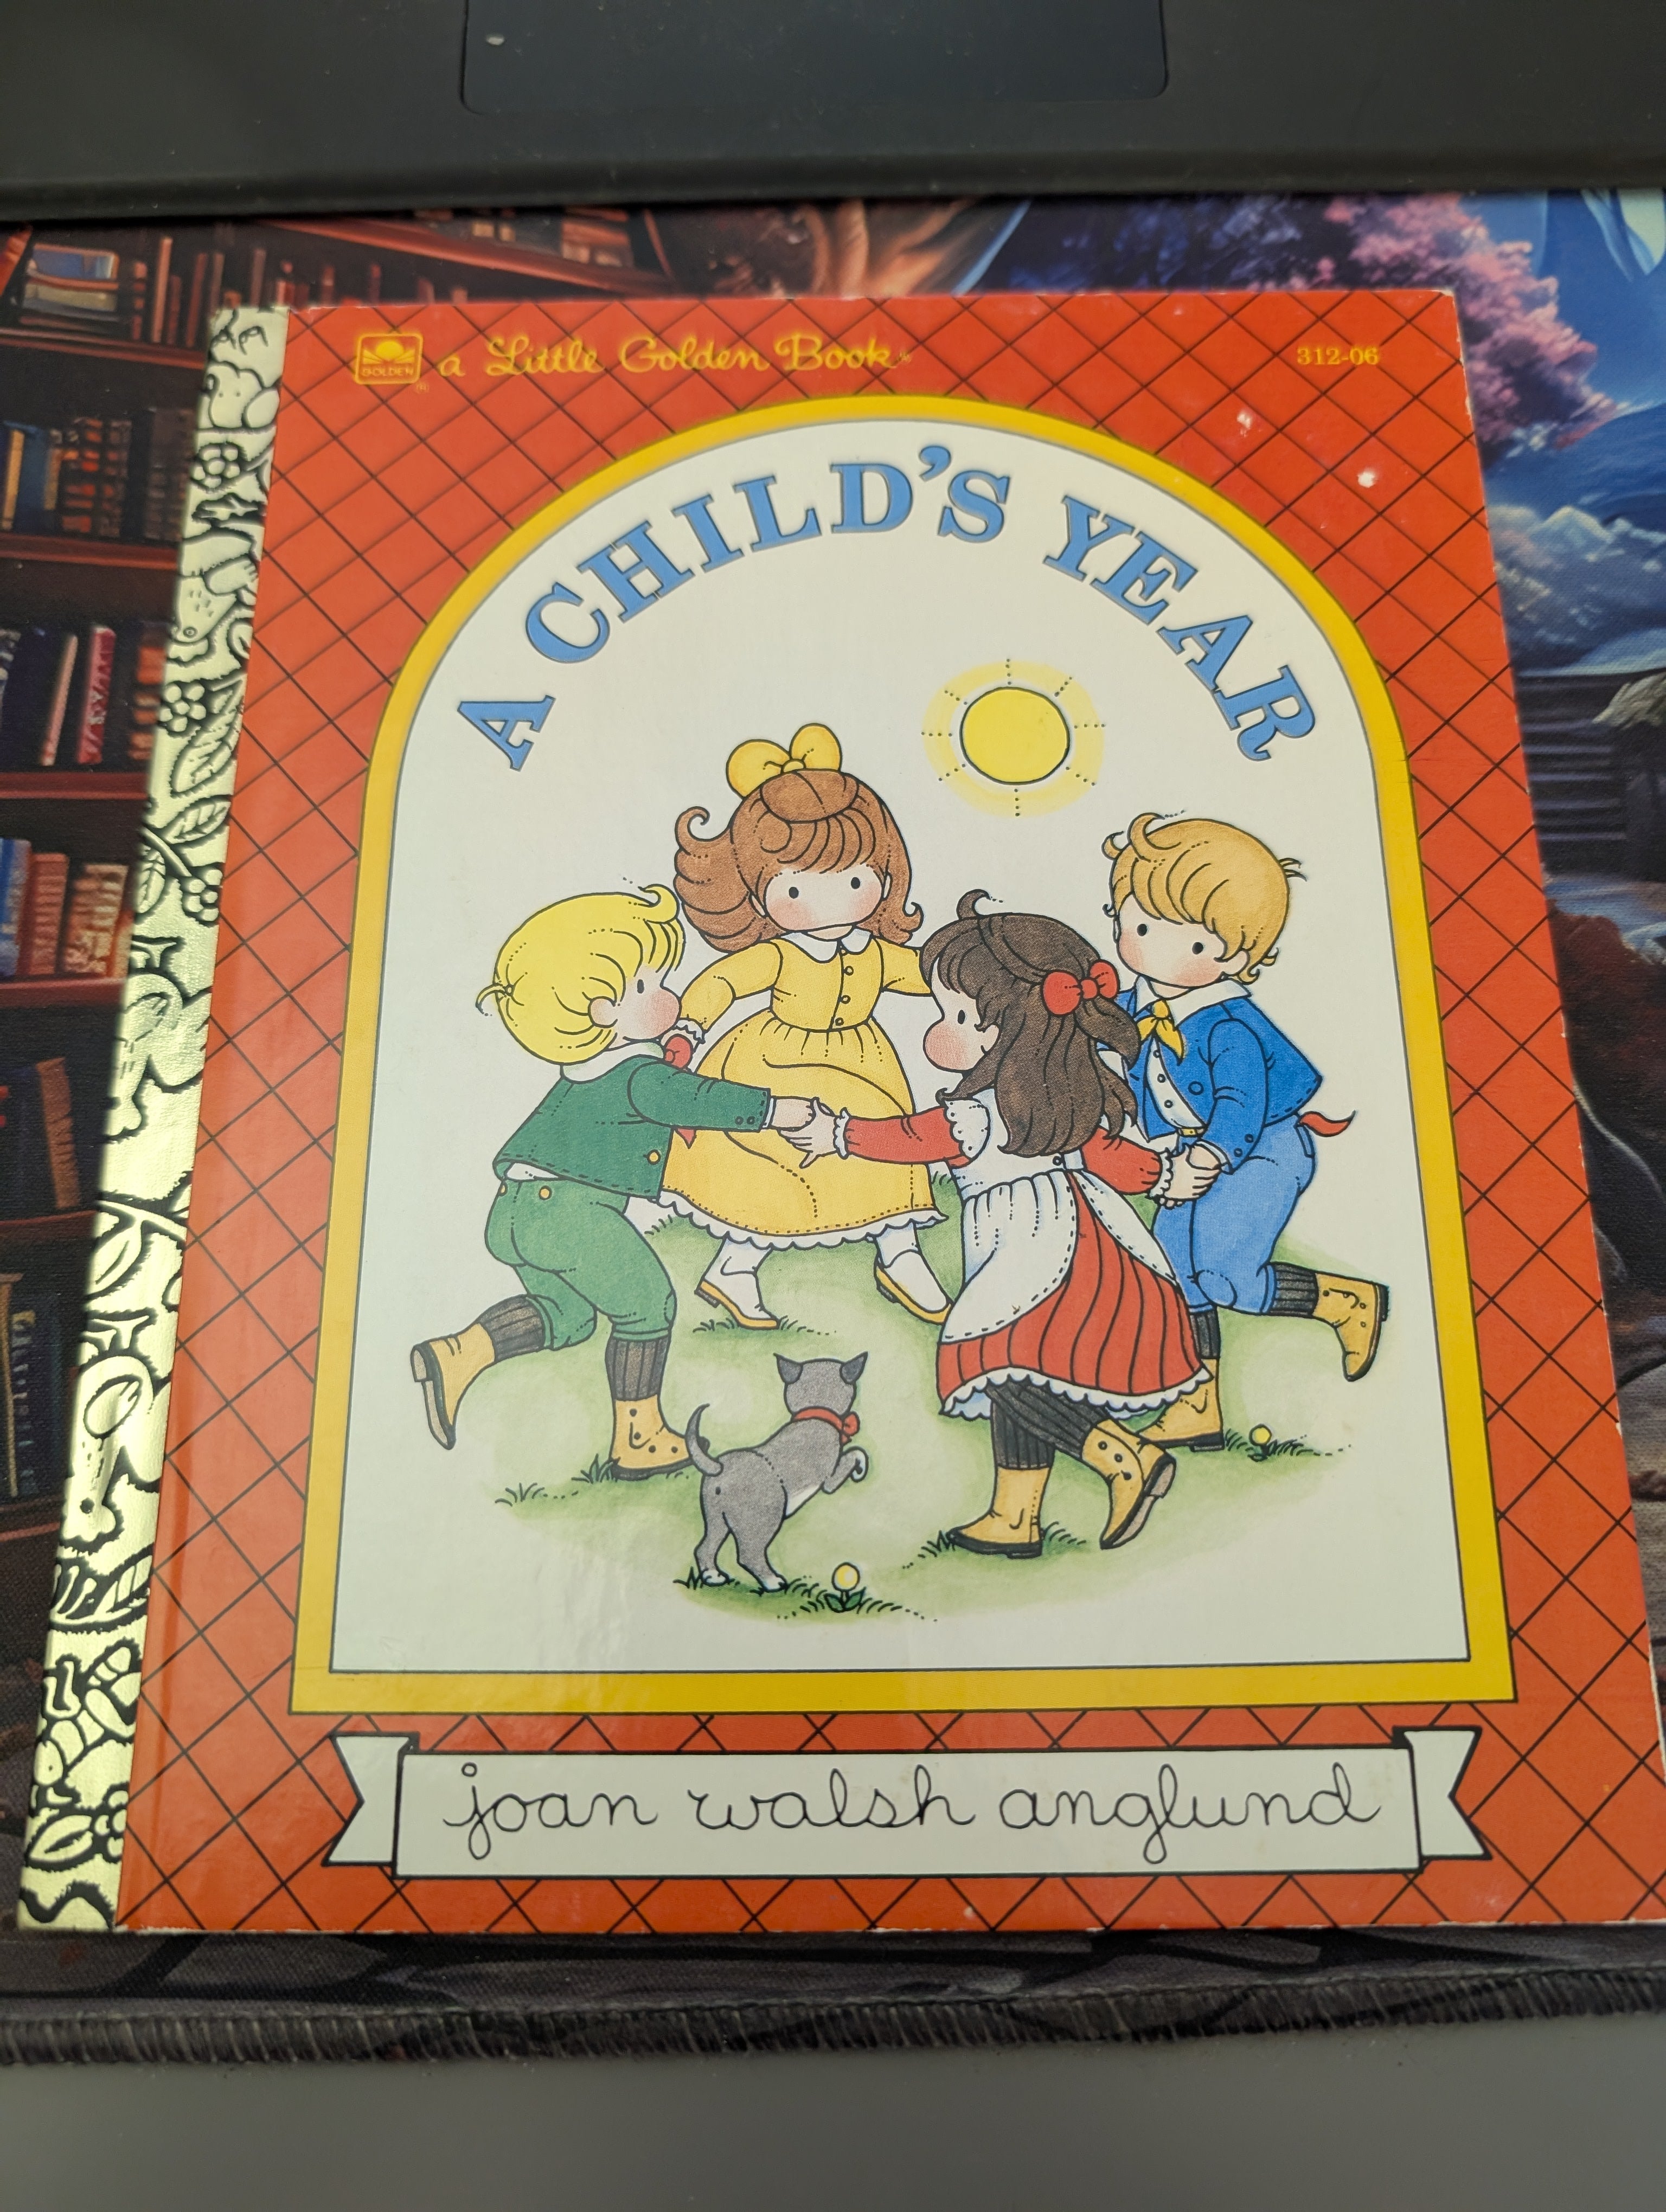 GOLDEN
a Little Golden Book
312-06
A CHILD'S YEAR
joan walsh anglund